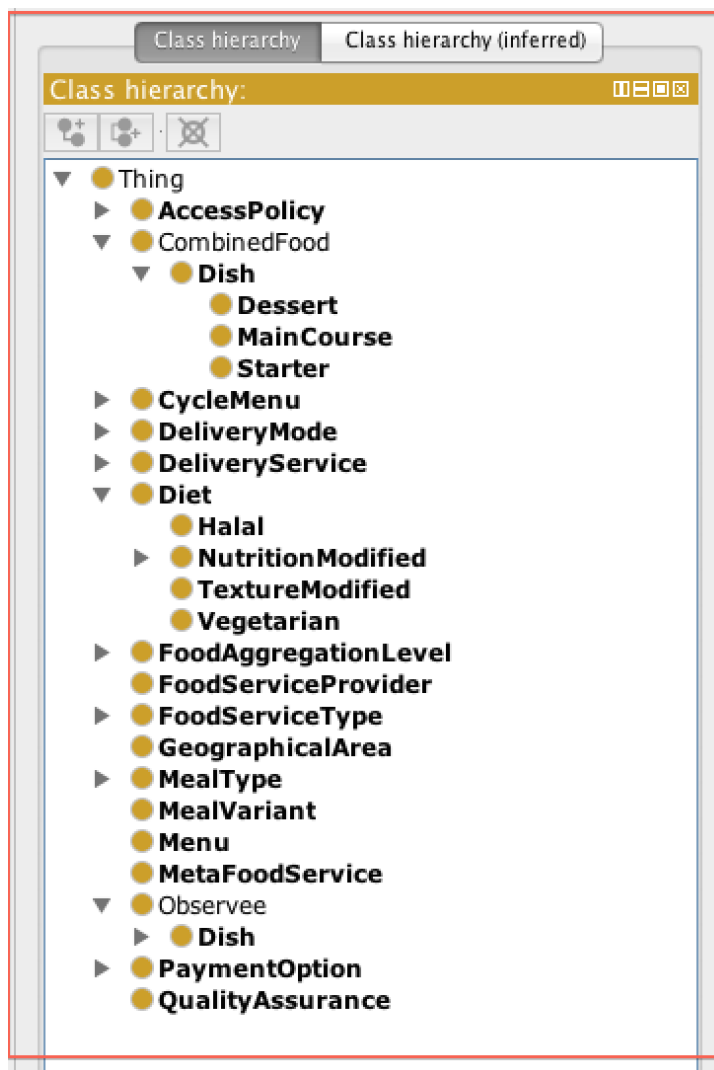 Class hierarchy Class hierarchy (inferred)
Class hierarchy:
Thing
AccessPolicy
CombinedFood
Dish
Dessert
MainCourse
Starter
CycleMenu
DeliveryMode
DeliveryService
Diet
Halal
NutritionModified
TextureModified
Vegetarian
FoodAggregationLevel
FoodServiceProvider
FoodServiceType
GeographicalArea
MealType
MealVariant
Menu
MetaFoodService
Observee
Dish
PaymentOption
QualityAssurance